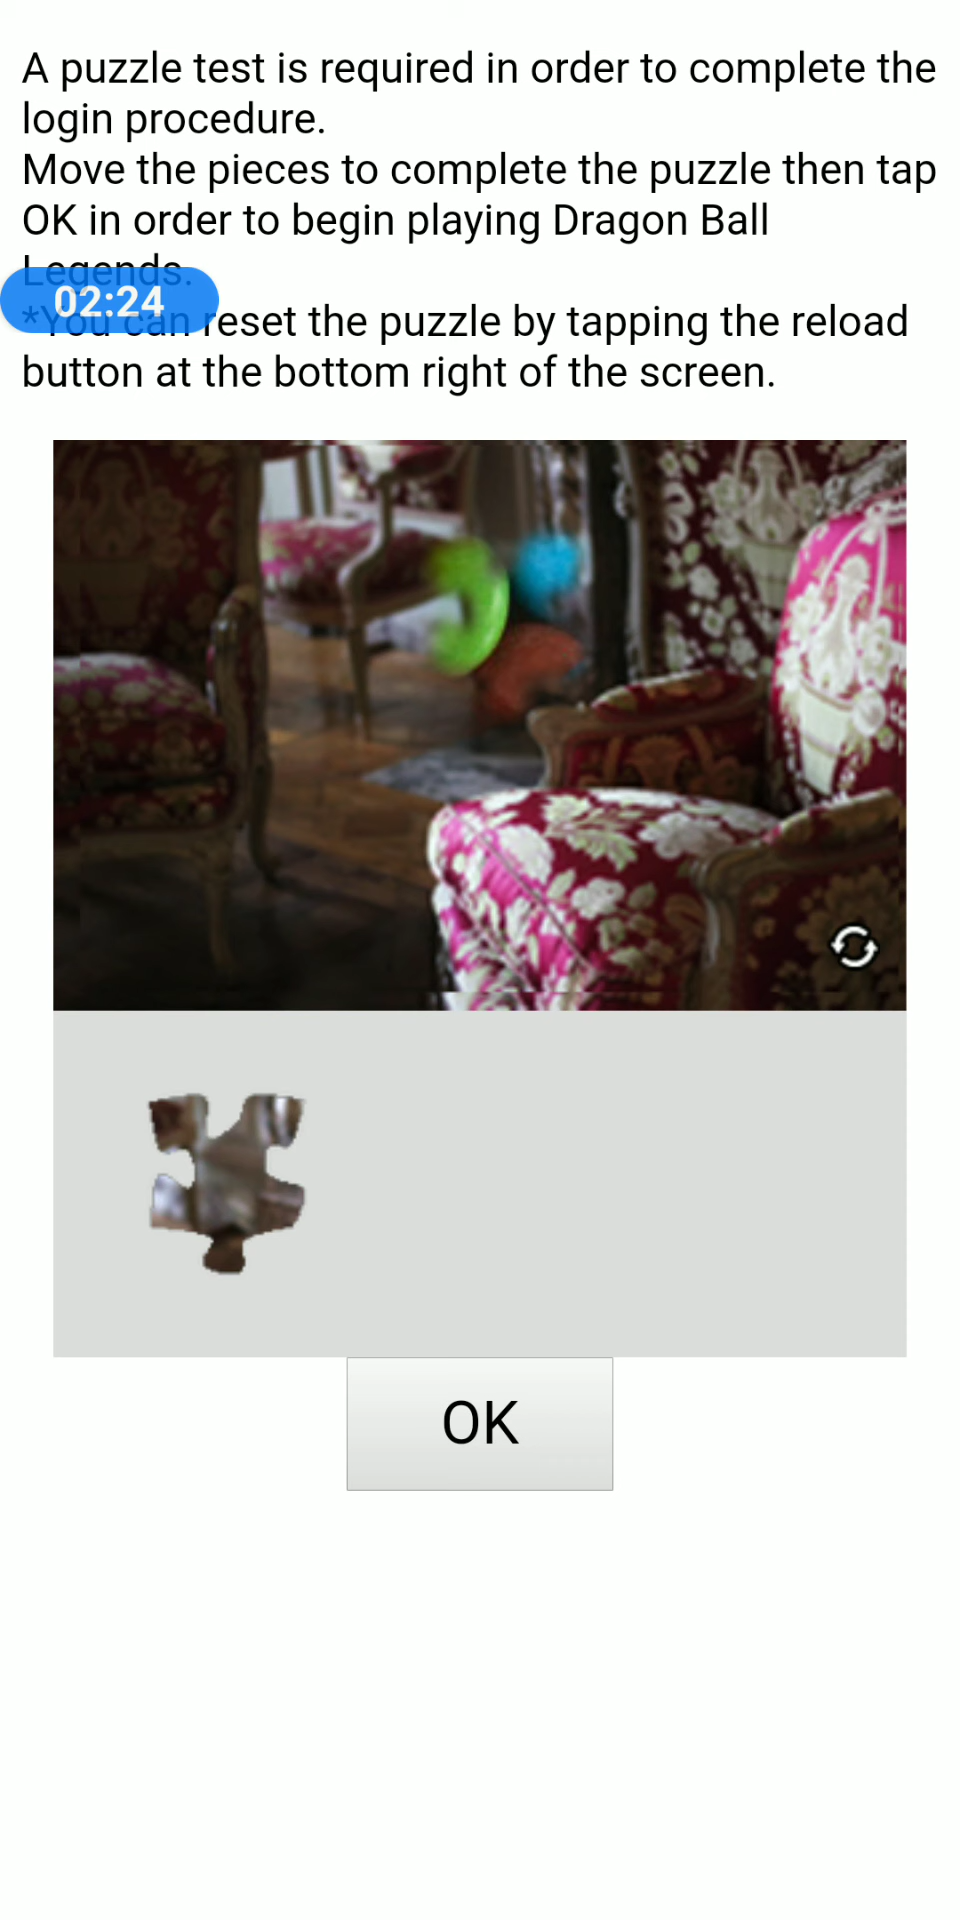 A puzzle test is required in order to complete the
login procedure.
Move the pieces to complete the puzzle then tap
OK in order to begin playing Dragon Ball
Legends.
02:24
*You can reset the puzzle by tapping the reload
button at the bottom right of the screen.
OK